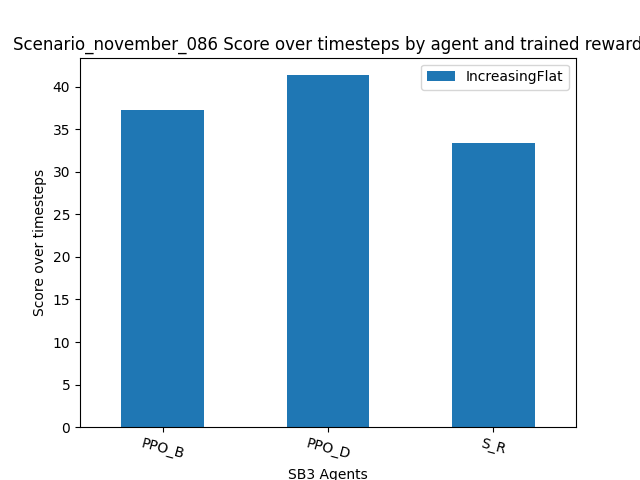 Scenario_november_086 Score over timesteps by agent and trained reward
IncreasingFlat
Score over timesteps
40
35
30
25
20
15
10
5
0
PPO_B
PPO_D
S_R
SB3 Agents